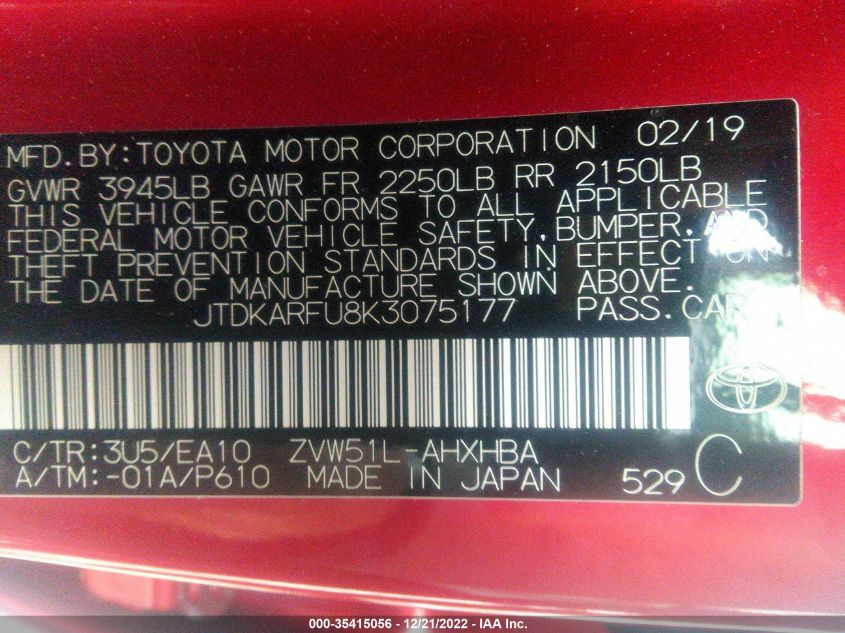 MFD.BY:TOYOTA MOTOR CORPORATION 02/19
GVWR 3945LB GAWR FR 2250LB RR 2150LB
THIS VEHICLE CONFORMS TO ALL APPLICABLE
FEDERAL MOTOR VEHICLE SAFETY, BUMPER, AND
THEFT PREVENTION STANDARDS IN EFFECT ON
THE DATE OF MANUFACTURE SHOWN ABOVE.
JTDKARFU8K3075177 PASS.CAR
C/TR:3U5/EA10 ZVW51L-AHXHBA
A/TM:-01A/P610 MADE IN JAPAN 529 C
000-35415056 - 12/21/2022 - IAA Inc.